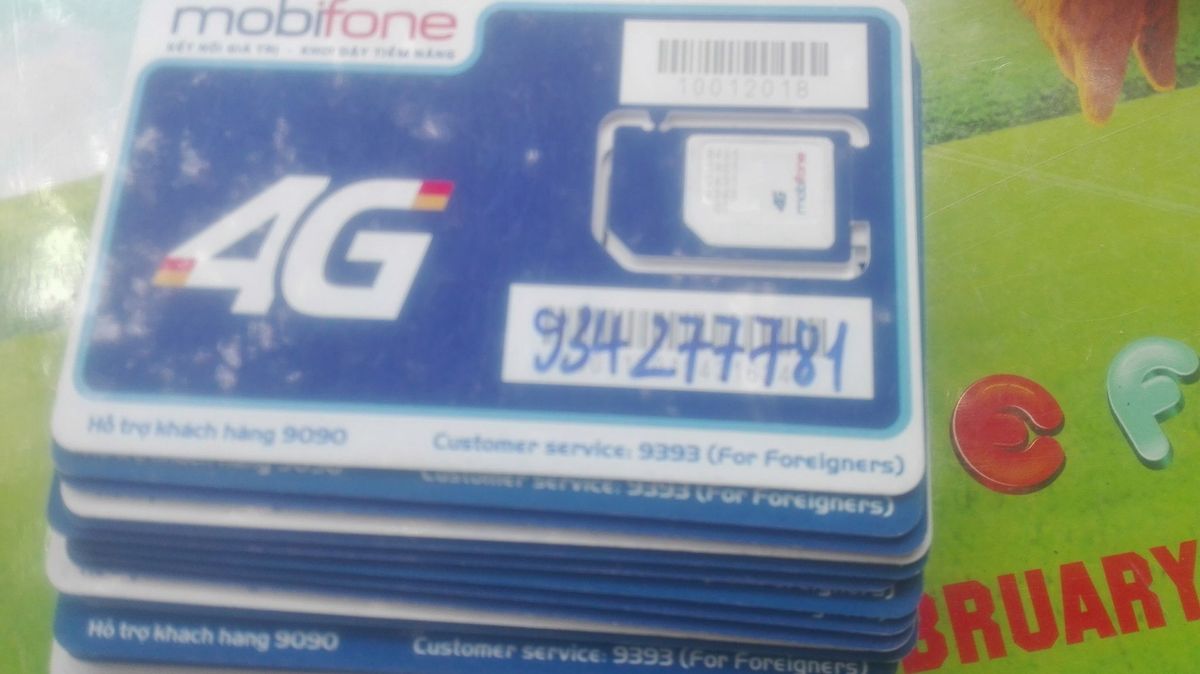 mobifone
KẾT NỐI GIÁ TRỊ - KHƠI DẬY TIỀM NĂNG
10012018
4G
4G
mobifone
934 277781
Hỗ trợ khách hàng 9090
Customer service: 9393 (For Foreigners)
Customer service: 9393 (For Foreigners)
E F
BRUARY
Hỗ trợ khách hàng 9090
Customer service: 9393 (For Foreigners)